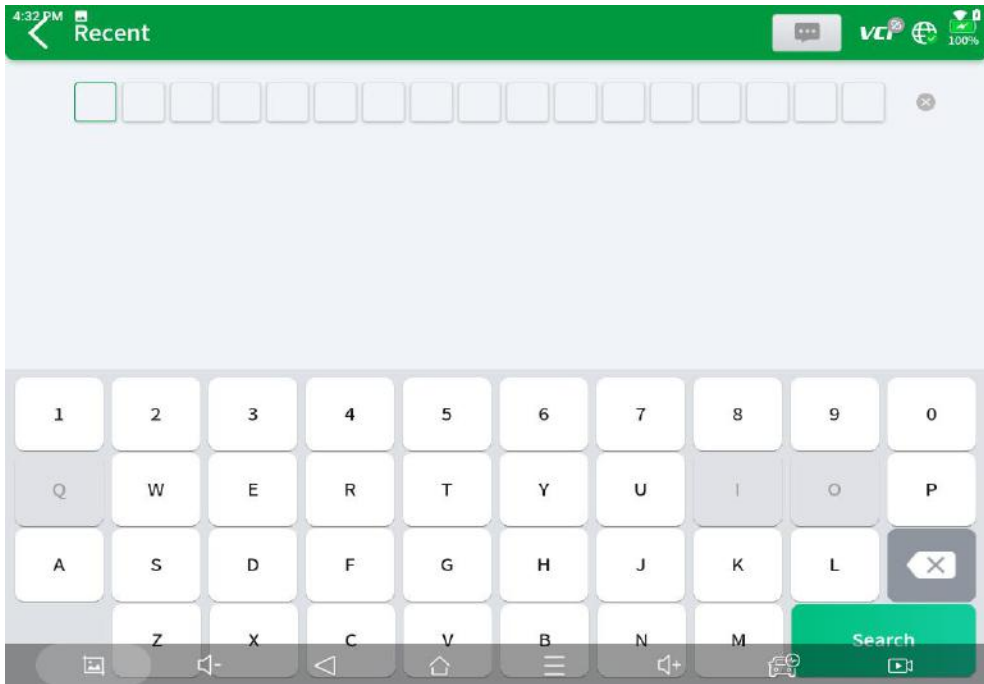 4:32 PM
Recent
VCI
100%
1 2 3 4 5 6 7 8 9 0
Q W E R T Y U I O P
A S D F G H J K L
Z X C V B N M Search